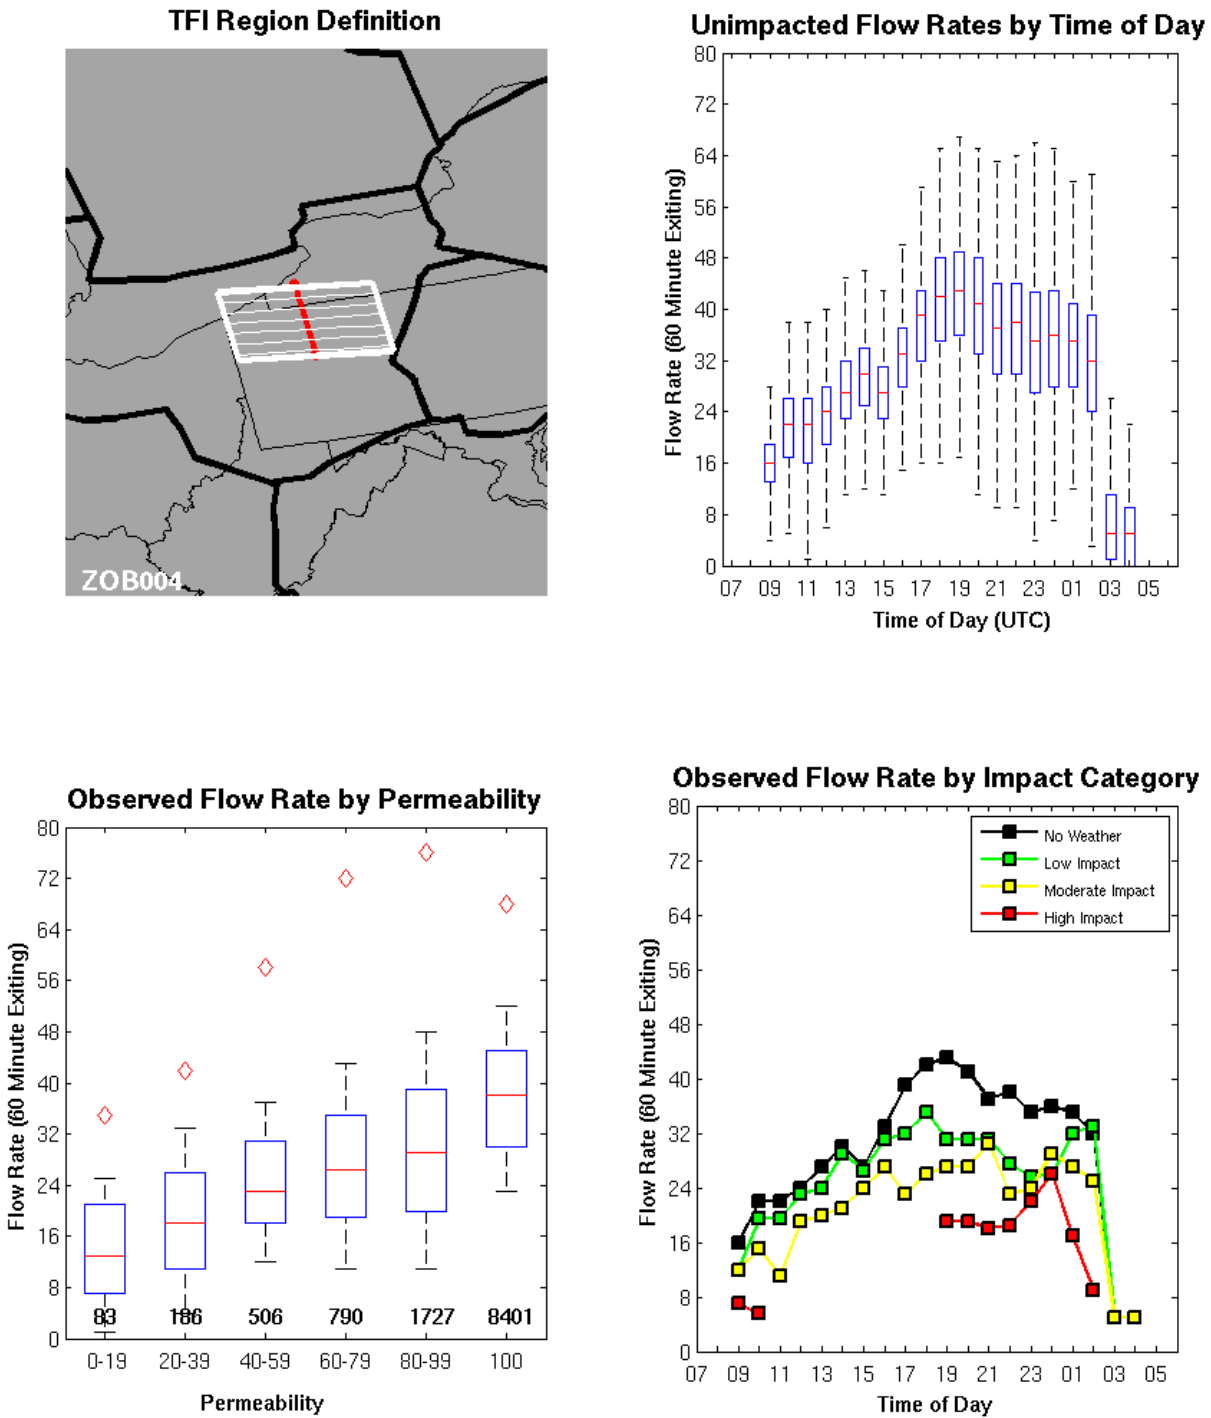 TFI Region Definition
ZOB004
Unimpacted Flow Rates by Time of Day
Flow Rate (60 Minute Exiting)
80
72
64
56
48
40
32
24
16
8
0
07 09 11 13 15 17 19 21 23 01 03 05
Time of Day (UTC)
Observed Flow Rate by Permeability
Flow Rate (60 Minute Exiting)
80
72
64
56
48
40
32
24
16
8
0
83 186 506 790 1727 8401
0-19 20-39 40-59 60-79 80-99 100
Permeability
Observed Flow Rate by Impact Category
Flow Rate (60 Minute Exiting)
80
72
64
56
48
40
32
24
16
8
0
No Weather
Low Impact
Moderate Impact
High Impact
07 09 11 13 15 17 19 21 23 01 03 05
Time of Day